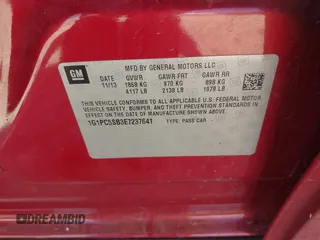 GM
MFD BY GENERAL MOTORS LLC
11/13 GVWR GAWR FRT GAWR RR
1868 KG 970 KG 898 KG
4117 LB 2138 LB 1979 LB
THIS VEHICLE CONFORMS TO ALL APPLICABLE U.S. FEDERAL MOTOR VEHICLE SAFETY, BUMPER, AND THEFT PREVENTION STANDARDS IN EFFECT ON THE DATE OF MANUFACTURE SHOWN ABOVE.
1G1PC5SB3E7237641 TYPE: PASS CAR
DREAMBID